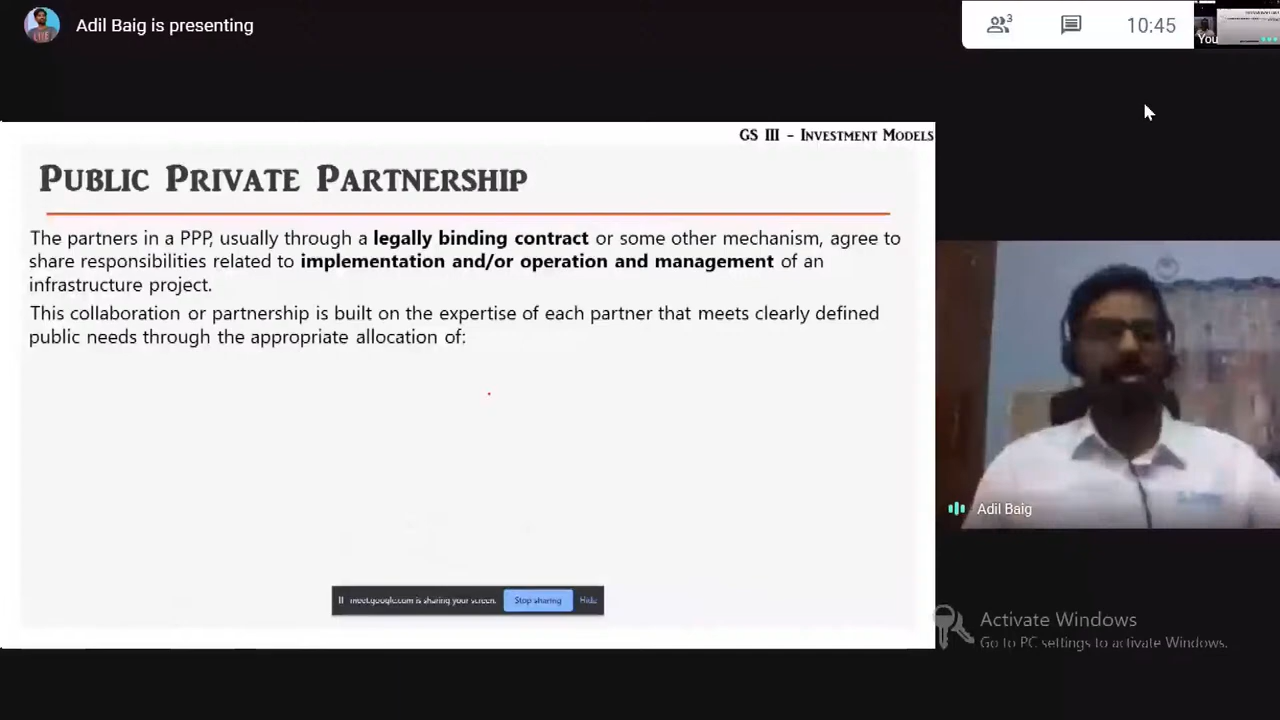 Adil Baig is presenting
3
10:45
You
GS III - Investment Models
Public Private Partnership
The partners in a PPP, usually through a legally binding contract or some other mechanism, agree to
share responsibilities related to implementation and/or operation and management of an
infrastructure project.
This collaboration or partnership is built on the expertise of each partner that meets clearly defined
public needs through the appropriate allocation of:
meet.google.com is sharing your screen.
Stop sharing
Hide
Adil Baig
Activate Windows
Go to PC settings to activate Windows.